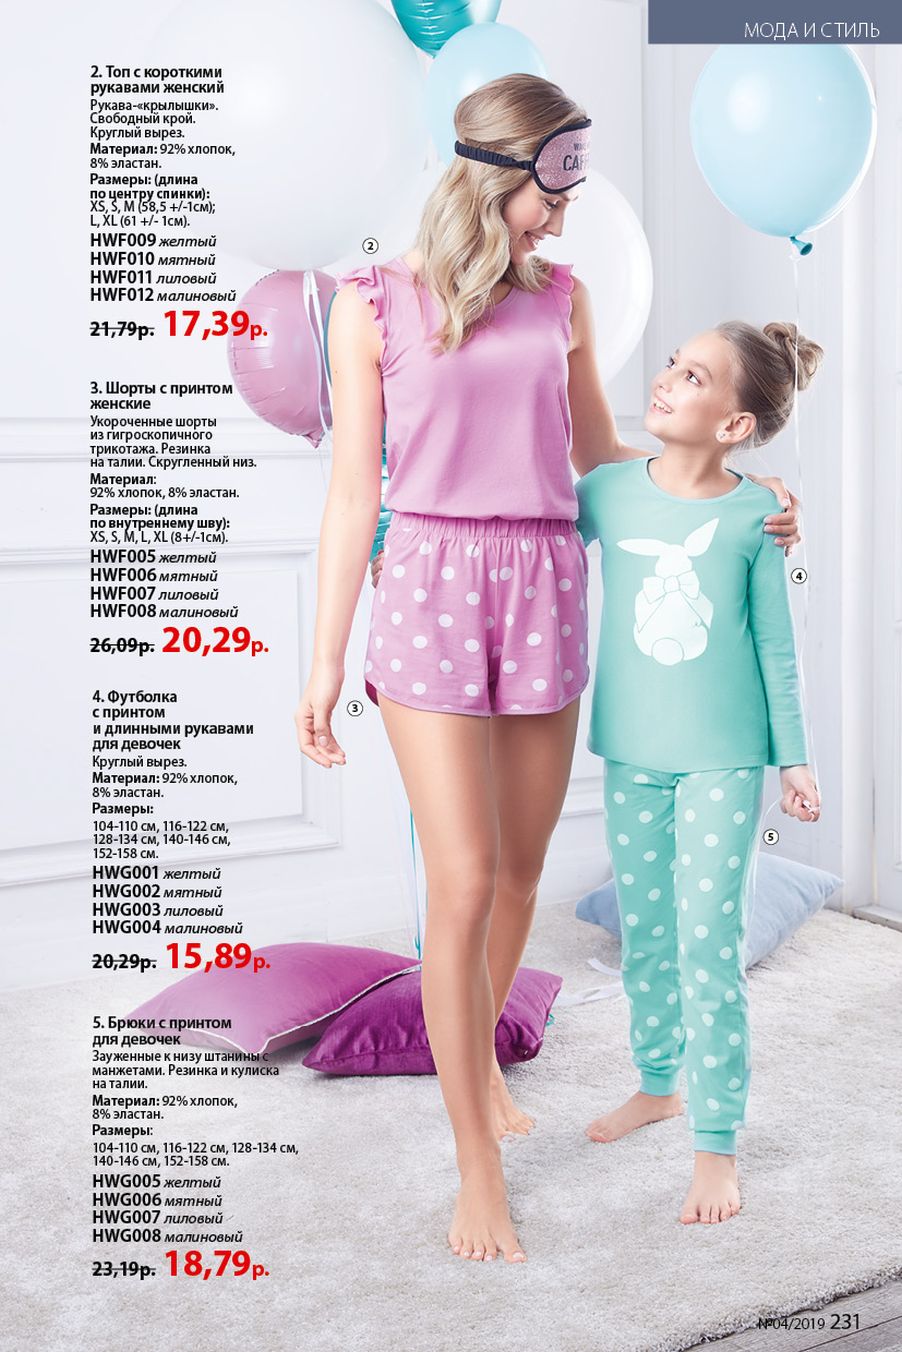 МОДА И СТИЛЬ
2. Топ с короткими
рукавами женский
Рукава-«крылышки».
Свободный крой.
Круглый вырез.
Материал: 92% хлопок,
8% эластан.
Размеры: (длина
по центру спинки):
XS, S, M (58,5 +/-1см);
L, XL (61 +/- 1см).
HWF009 желтый
HWF010 мятный
HWF011 лиловый
HWF012 малиновый
21,79р. 17,39р.
3. Шорты с принтом
женские
Укороченные шорты
из гигроскопичного
трикотажа. Резинка
на талии. Скругленный низ.
Материал:
92% хлопок, 8% эластан.
Размеры: (длина
по внутреннему шву):
XS, S, M, L, XL (8+/-1см).
HWF005 желтый
HWF006 мятный
HWF007 лиловый
HWF008 малиновый
26,09р. 20,29р.
4. Футболка
с принтом
и длинными рукавами
для девочек
Круглый вырез.
Материал: 92% хлопок,
8% эластан.
Размеры:
104-110 см, 116-122 см,
128-134 см, 140-146 см,
152-158 см.
HWG001 желтый
HWG002 мятный
HWG003 лиловый
HWG004 малиновый
20,29р. 15,89р.
5. Брюки с принтом
для девочек
Зауженные к низу штанины с
манжетами. Резинка и кулиска
на талии.
Материал: 92% хлопок,
8% эластан.
Размеры:
104-110 см, 116-122 см, 128-134 см,
140-146 см, 152-158 см.
HWG005 желтый
HWG006 мятный
HWG007 лиловый
HWG008 малиновый
23,19р. 18,79р.
2
3
4
5
№04/2019 231